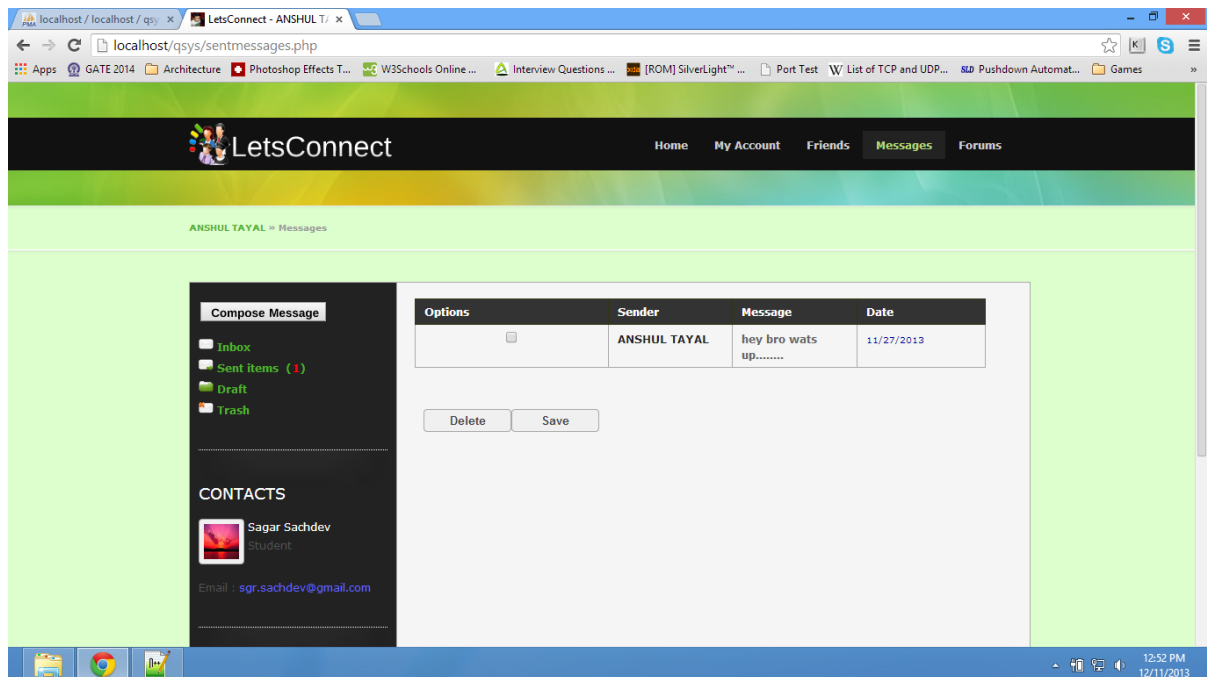 localhost / localhost / qsy
LetsConnect - ANSHUL TA
localhost/qsys/sentmessages.php
Apps GATE 2014 Architecture Photoshop Effects T... W3Schools Online ... Interview Questions ... [ROM] SilverLight™ ... Port Test List of TCP and UDP... Pushdown Automat... Games »
LetsConnect
Home My Account Friends Messages Forums
ANSHUL TAYAL » Messages
Compose Message
Inbox
Sent items (1)
Draft
Trash
CONTACTS
Sagar Sachdev
Student
Email : sgr.sachdev@gmail.com
Options Sender Message Date
ANSHUL TAYAL hey bro wats 11/27/2013
up........
Delete Save
12:52 PM
12/11/2013